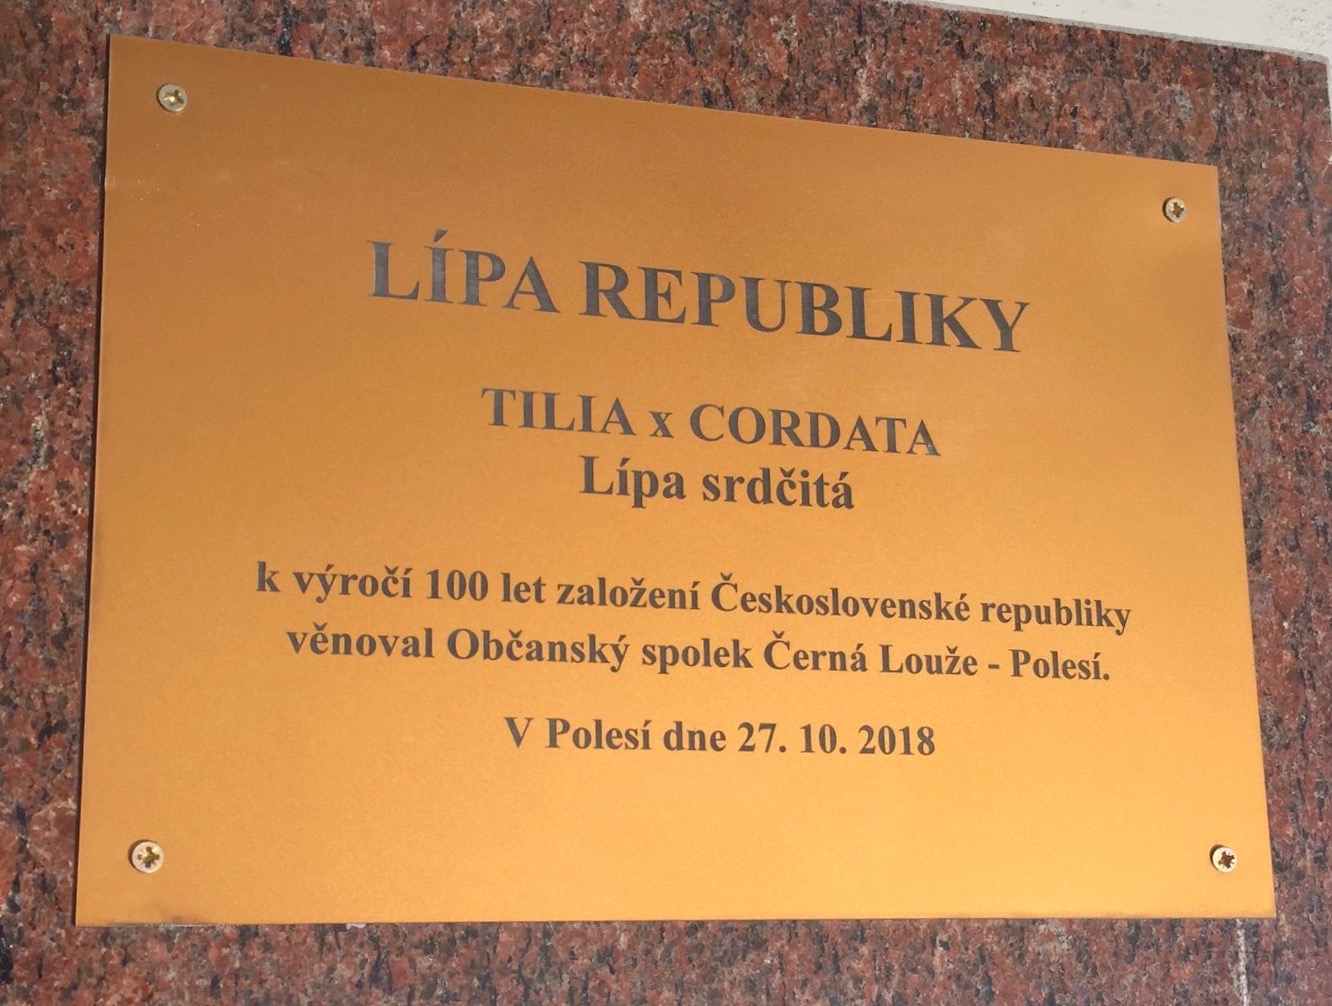 LÍPA REPUBLIKY
TILIA x CORDATA
Lípa srdčitá
k výročí 100 let založení Československé republiky
věnoval Občanský spolek Černá Louže - Polesí.
V Polesí dne 27. 10. 2018